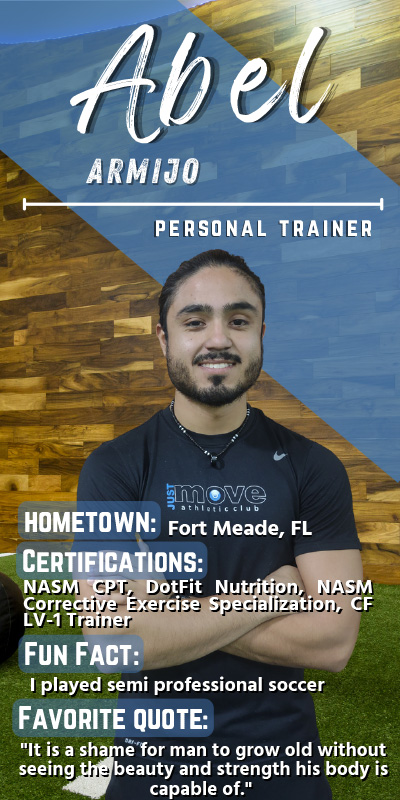 Abel
ARMIJO
PERSONAL TRAINER
JUST move
athletic club
HOMETOWN: Fort Meade, FL
CERTIFICATIONS:
NASM CPT, DotFit Nutrition, NASM
Corrective Exercise Specialization, CF
LV-1 Trainer
FUN FACT:
I played semi professional soccer
FAVORITE QUOTE:
DRI-FIT
"It is a shame for man to grow old without
seeing the beauty and strength his body is
capable of."